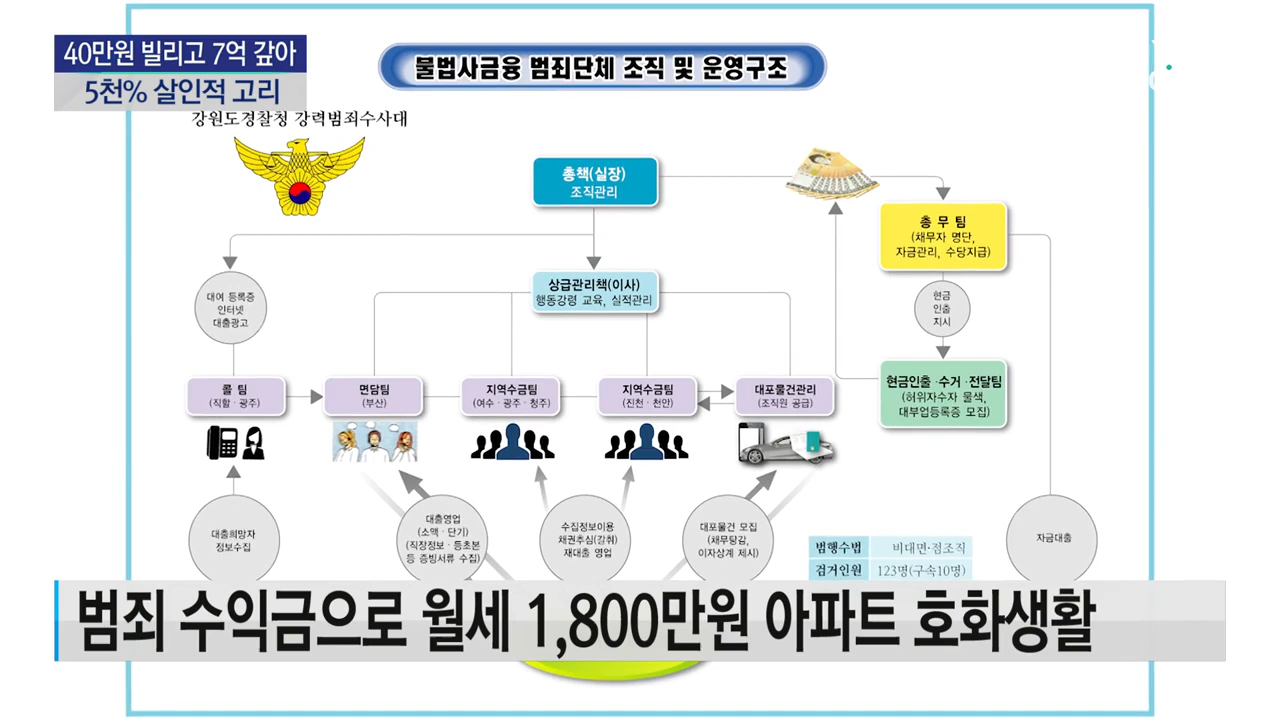 40만원 빌리고 7억 갚아
5천% 살인적 고리
불법사금융 범죄단체 조직 및 운영구조
강원도경찰청 강력범죄수사대
총책(실장)
조직관리
총 무 팀
(채무자 명단,
자금관리, 수당지급)
상급관리책(이사)
행동강령 교육, 실적관리
대여 등록증
인터넷
대출광고
현금
인출
지시
콜 팀
(직할·광주)
면담팀
(부산)
지역수금팀
(여수·광주·청주)
지역수금팀
(진천·천안)
대포물건관리
(조직원 공급)
현금인출·수거·전달팀
(허위자수자 물색,
대부업등록증 모집)
대출희망자
정보수집
대출영업
(소액·단기)
(직장정보·등초본
등 증빙서류 수집)
수집정보이용
채권추심(갈취)
재대출 영업
대포물건 모집
(채무탕감,
이자상계 제시)
자금대출
범행수법 비대면·점조직
검거인원 123명(구속10명)
범죄 수익금으로 월세 1,800만원 아파트 호화생활